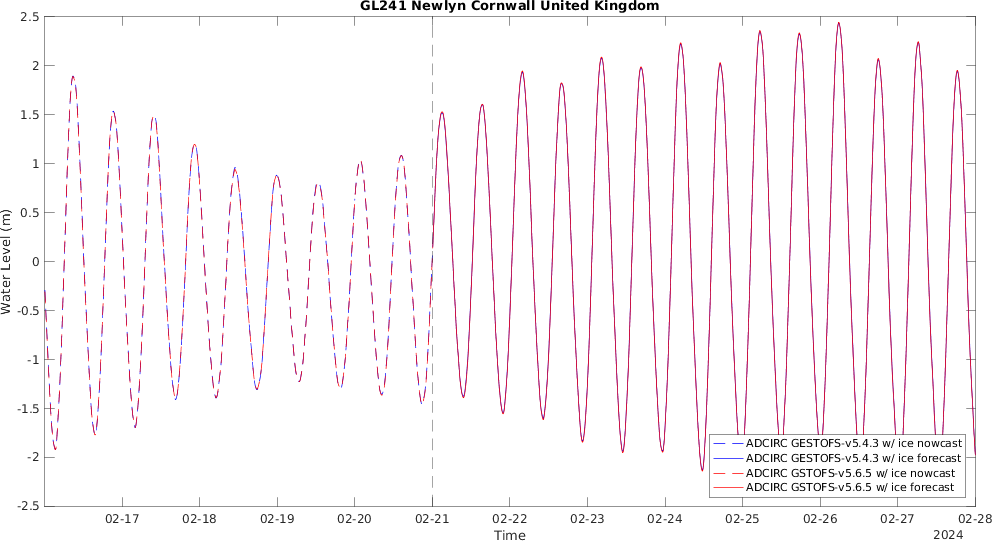 GL241 Newlyn Cornwall United Kingdom
2.5
2
1.5
1
0.5
0
-0.5
-1
-1.5
-2
-2.5
Water Level (m)
ADCIRC GESTOFS-v5.4.3 w/ ice nowcast
ADCIRC GESTOFS-v5.4.3 w/ ice forecast
ADCIRC GSTOFS-v5.6.5 w/ ice nowcast
ADCIRC GSTOFS-v5.6.5 w/ ice forecast
02-17 02-18 02-19 02-20 02-21 02-22 02-23 02-24 02-25 02-26 02-27 02-28
Time
2024